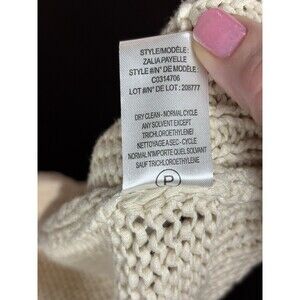 STYLE/MODÈLE:
ZALIA PAYELLE
STYLE #/N° DE MODÈLE:
C0314706
LOT #/N° DE LOT: 208777
DRY CLEAN - NORMAL CYCLE
ANY SOLVENT EXCEPT
TRICHLOROETHYLENE/
NETTOYAGE A SEC - CYCLE
NORMAL N'IMPORTE QUEL SOLVANT
SAUF TRICHLOROETHYLENE
P